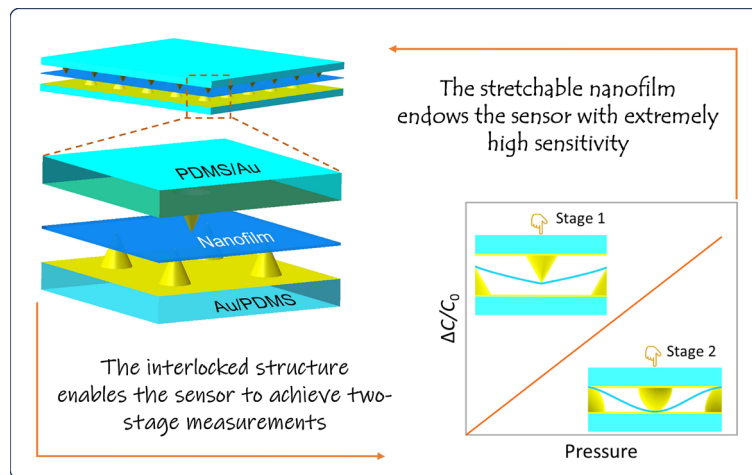 PDMS/Au
Nanofilm
Au/PDMS
The interlocked structure
enables the sensor to achieve two-
stage measurements
The stretchable nanofilm
endows the sensor with extremely
high sensitivity
Stage 1
Stage 2
ΔC/C₀
Pressure